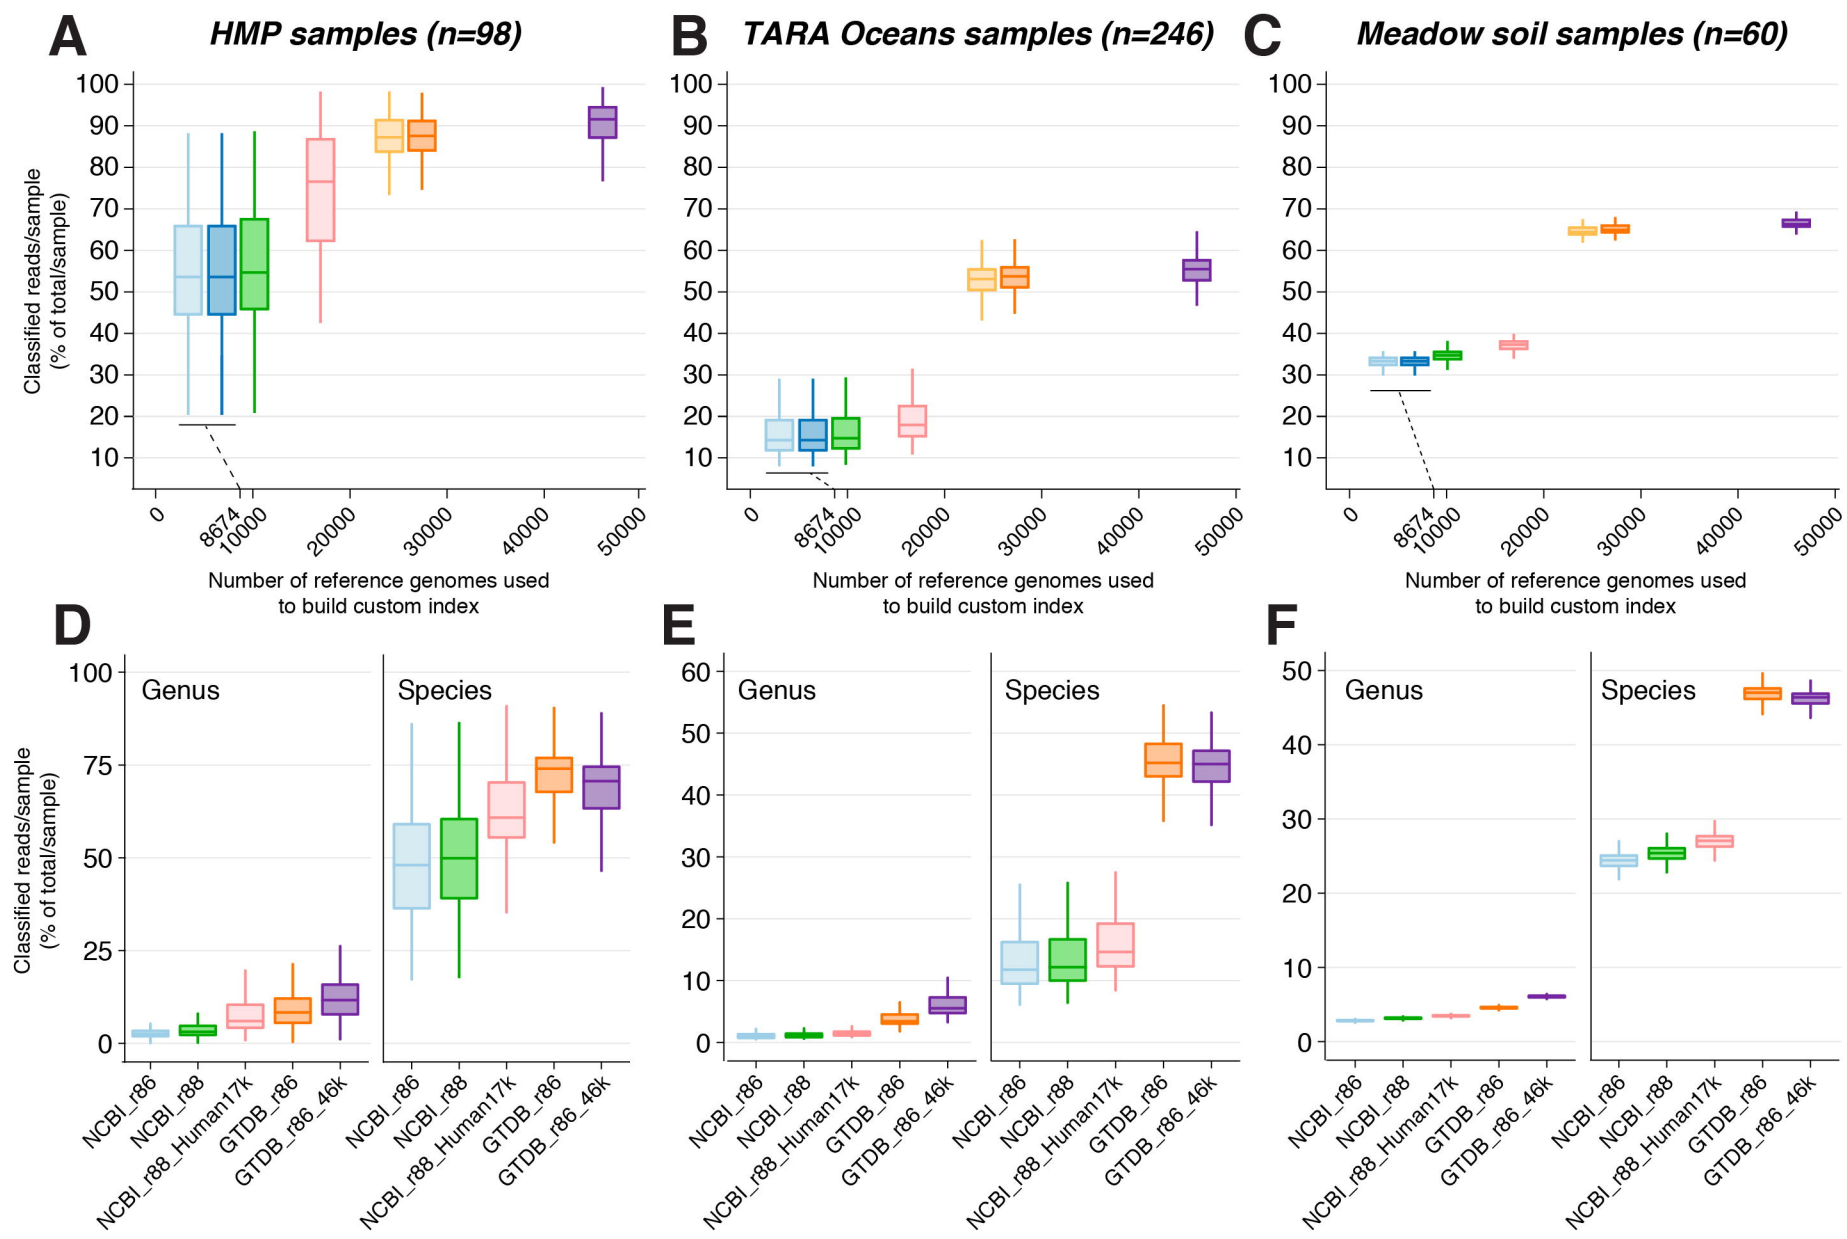 A
HMP samples (n=98)
B
TARA Oceans samples (n=246)
C
Meadow soil samples (n=60)
Classified reads/sample
(% of total/sample)
100
90
80
70
60
50
40
30
20
10
0
8674
10000
20000
30000
40000
50000
Number of reference genomes used
to build custom index
100
90
80
70
60
50
40
30
20
10
0
8674
10000
20000
30000
40000
50000
Number of reference genomes used
to build custom index
100
90
80
70
60
50
40
30
20
10
0
8674
10000
20000
30000
40000
50000
Number of reference genomes used
to build custom index
D
Classified reads/sample
(% of total/sample)
100
75
50
25
0
Genus
Species
NCBI_r86
NCBI_r88
NCBI_r88_Human17k
GTDB_r86
GTDB_r86_46k
NCBI_r86
NCBI_r88
NCBI_r88_Human17k
GTDB_r86
GTDB_r86_46k
E
60
50
40
30
20
10
0
Genus
Species
NCBI_r86
NCBI_r88
NCBI_r88_Human17k
GTDB_r86
GTDB_r86_46k
NCBI_r86
NCBI_r88
NCBI_r88_Human17k
GTDB_r86
GTDB_r86_46k
F
50
40
30
20
10
0
Genus
Species
NCBI_r86
NCBI_r88
NCBI_r88_Human17k
GTDB_r86
GTDB_r86_46k
NCBI_r86
NCBI_r88
NCBI_r88_Human17k
GTDB_r86
GTDB_r86_46k